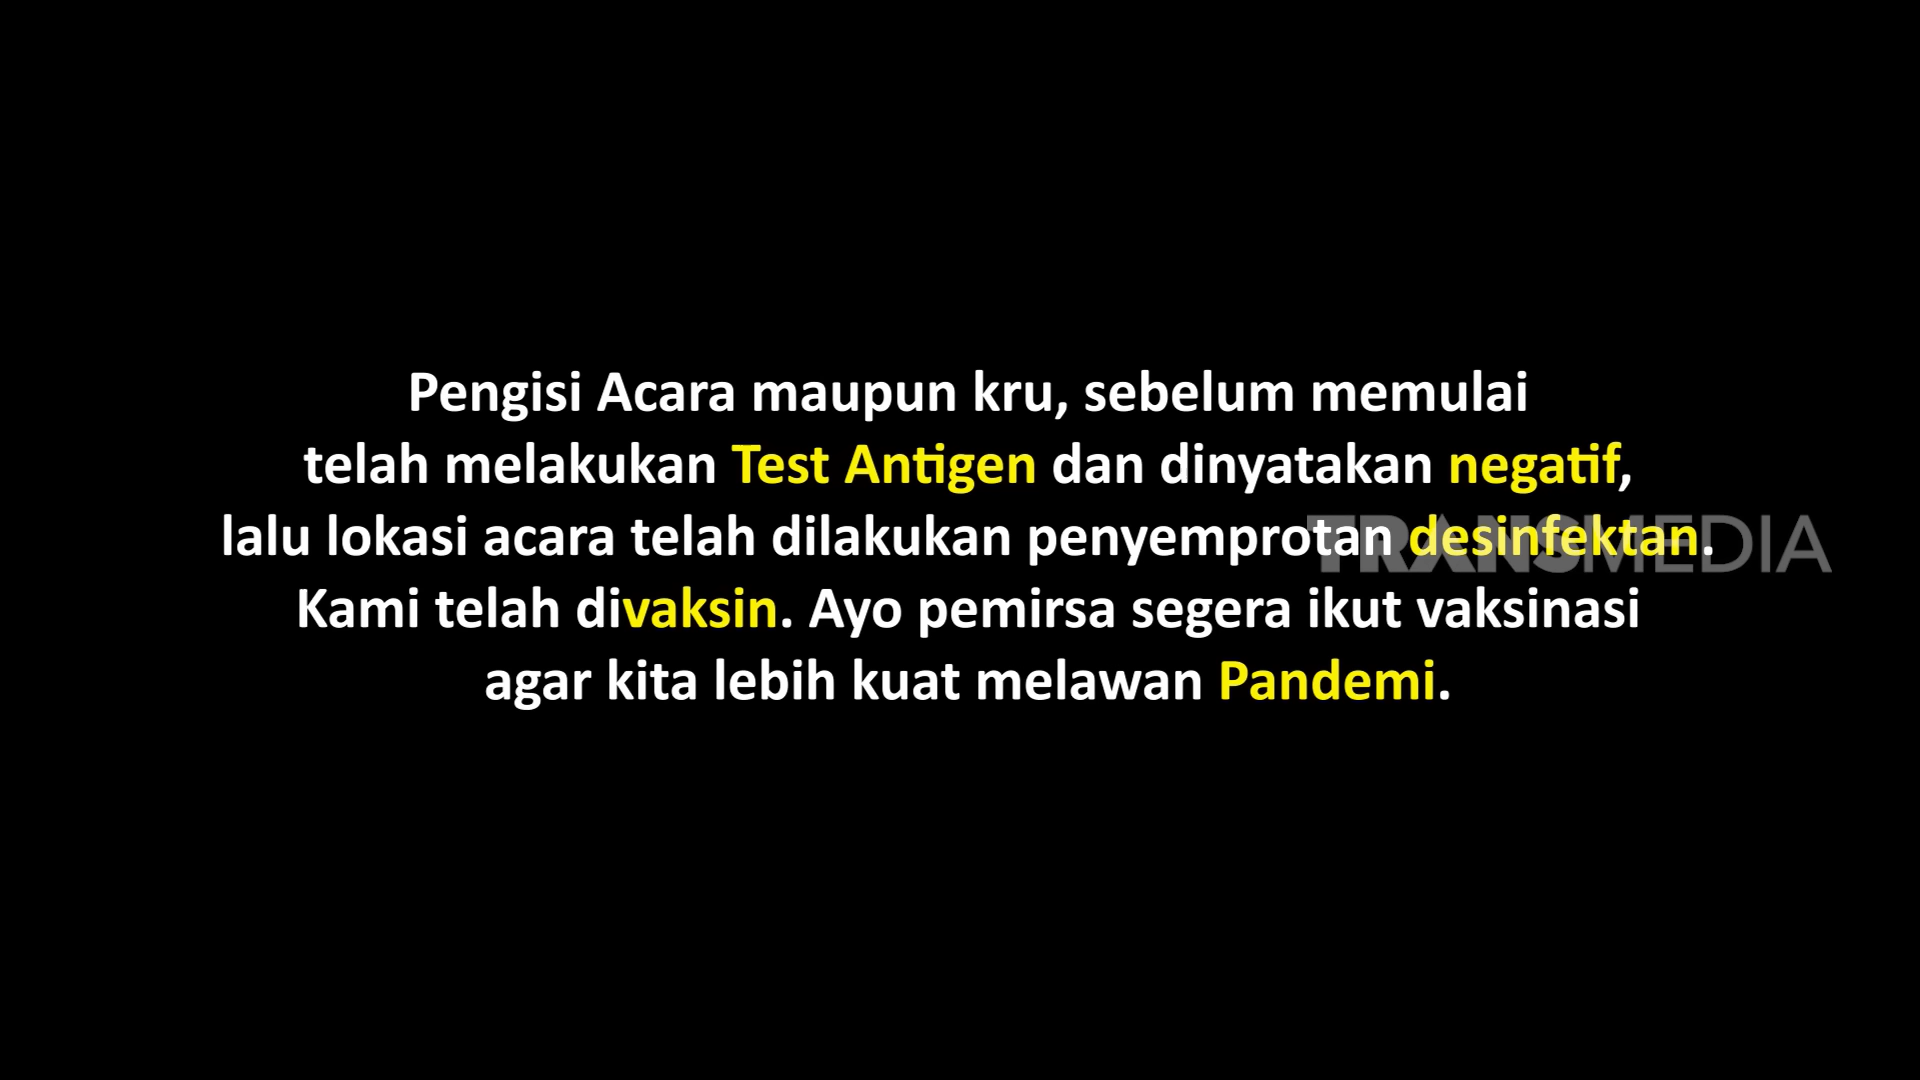 Pengisi Acara maupun kru, sebelum memulai
telah melakukan Test Antigen dan dinyatakan negatif,
lalu lokasi acara telah dilakukan penyemprotan desinfektan.
TRANSMEDIA
Kami telah divaksin. Ayo pemirsa segera ikut vaksinasi
agar kita lebih kuat melawan Pandemi.